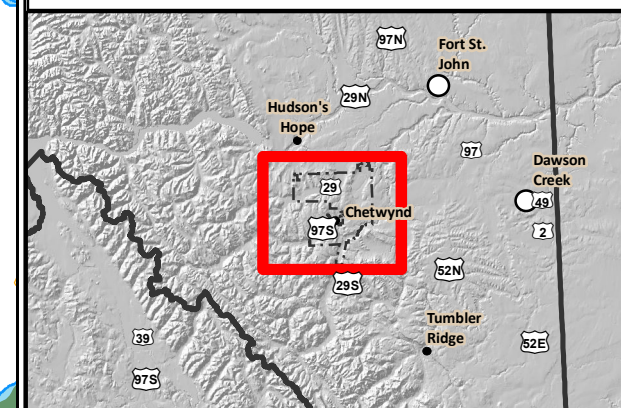 97N
Fort St.
John
29N
Hudson's
Hope
97
Dawson
Creek
29
49
Chetwynd
97S
2
52N
29S
Tumbler
Ridge
39
52E
97S